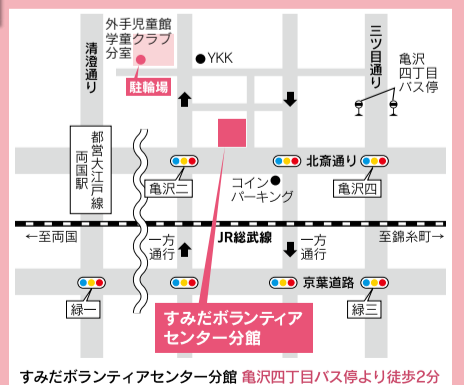 外手児童館
学童クラブ
分室
YKK
清澄通り
三ツ目通り
亀沢
四丁目
バス停
駐輪場
都営大江戸線
両国駅
北斎通り
亀沢二
コイン
パーキング
亀沢四
←至両国
一方
通行
JR総武線
一方
通行
至錦糸町→
京葉道路
緑一
緑三
すみだボランティア
センター分館
すみだボランティアセンター分館 亀沢四丁目バス停より徒歩2分